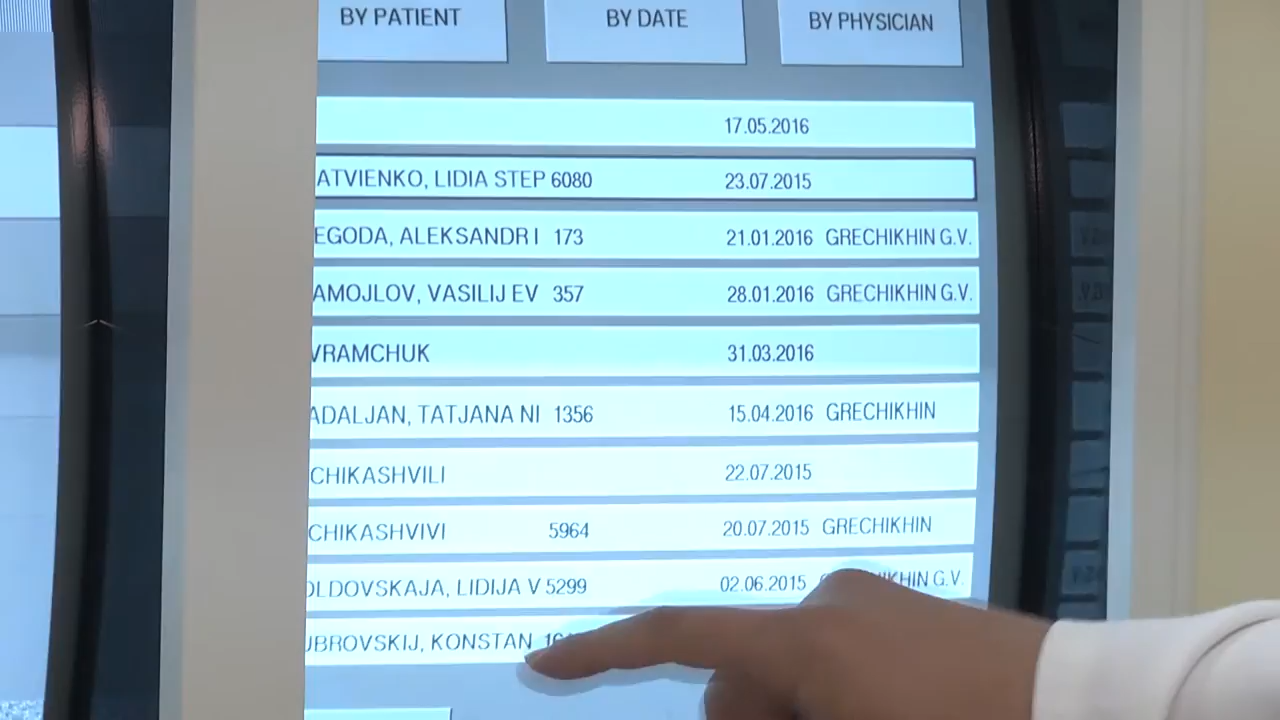 BY PATIENT BY DATE BY PHYSICIAN
17.05.2016
ATVIENKO, LIDIA STEP 6080 23.07.2015
EGODA, ALEKSANDR I 173 21.01.2016 GRECHIKHIN G.V.
AMOJLOV, VASILIJ EV 357 28.01.2016 GRECHIKHIN G.V.
VRAMCHUK 31.03.2016
ADALJAN, TATJANA NI 1356 15.04.2016 GRECHIKHIN
CHIKASHVILI 22.07.2015
CHIKASHVIVI 5964 20.07.2015 GRECHIKHIN
OLDOVSKAJA, LIDIJA V 5299 02.06.2015 G.V.
UBROVSKIJ, KONSTAN